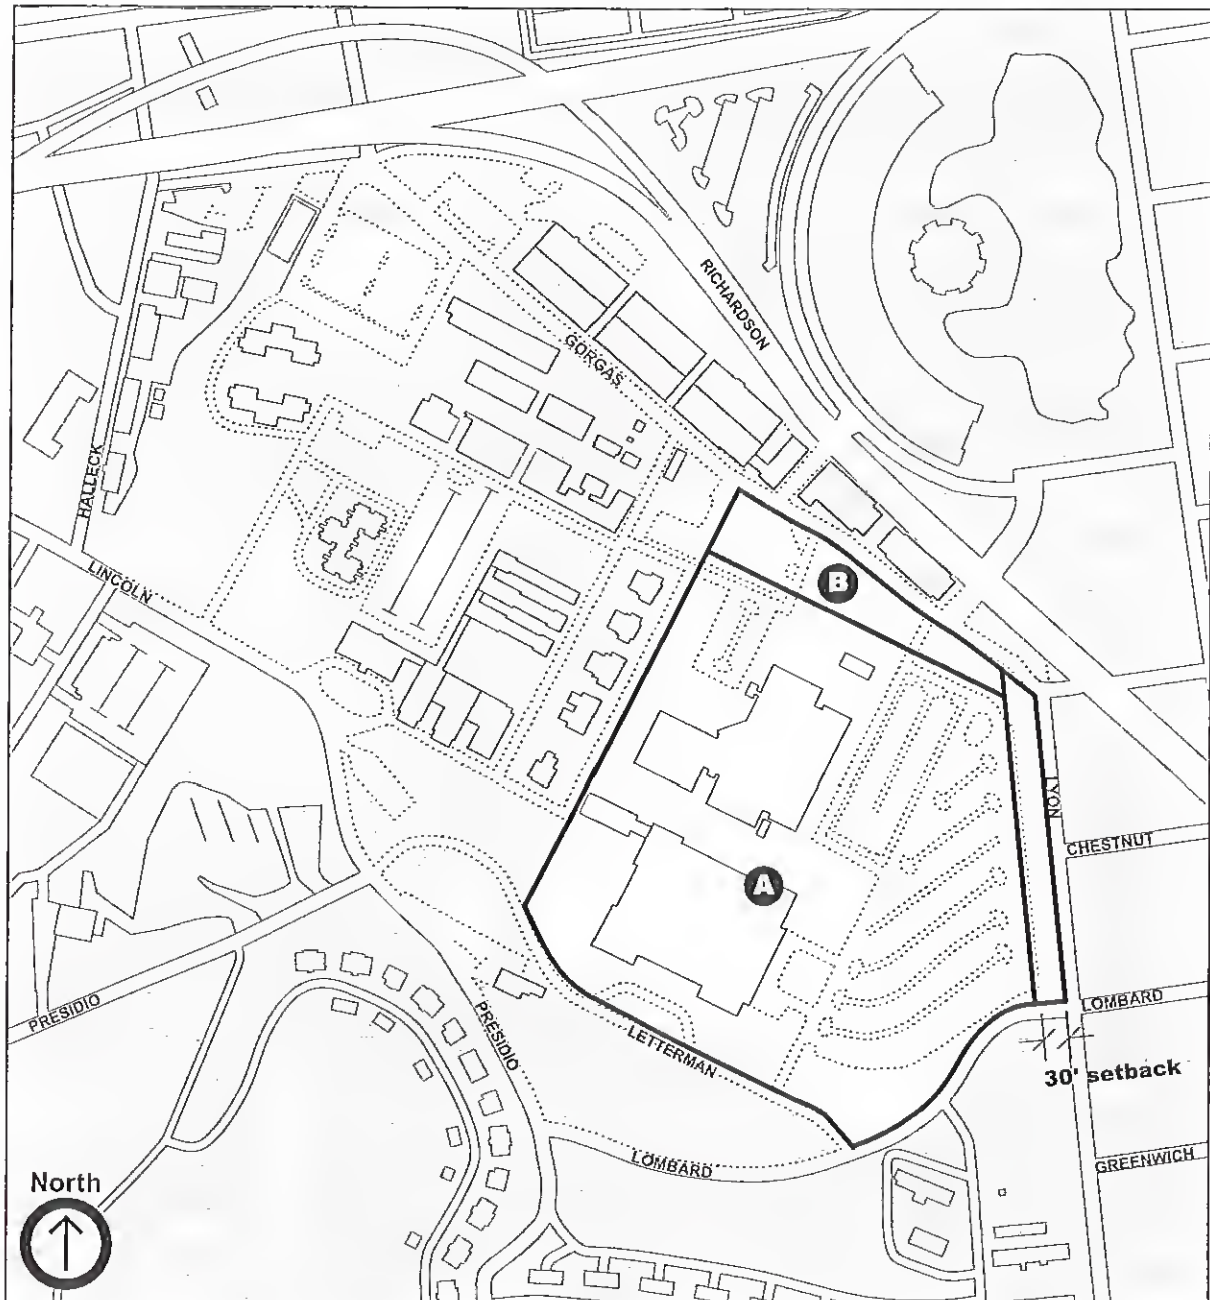 RICHARDSON
GORGAS
HALLECK
LINCOLN
B
LYON
CHESTNUT
A
PRESIDIO
PRESIDIO
LETTERMAN
LOMBARD
30' setback
LOMBARD
GREENWICH
North